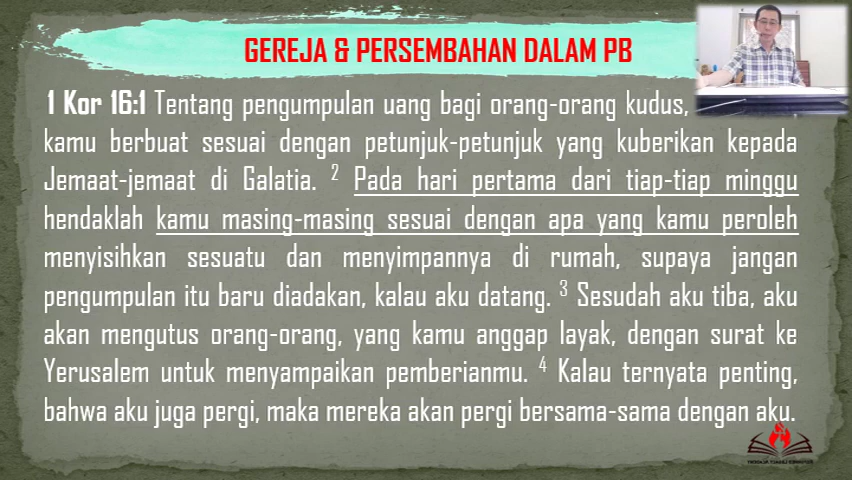 GEREJA & PERSEMBAHAN DALAM PB
1 Kor 16:1 Tentang pengumpulan uang bagi orang-orang kudus,
kamu berbuat sesuai dengan petunjuk-petunjuk yang kuberikan kepada
Jemaat-jemaat di Galatia. 2 Pada hari pertama dari tiap-tiap minggu
hendaklah kamu masing-masing sesuai dengan apa yang kamu peroleh
menyisihkan sesuatu dan menyimpannya di rumah, supaya jangan
pengumpulan itu baru diadakan, kalau aku datang. 3 Sesudah aku tiba, aku
akan mengutus orang-orang, yang kamu anggap layak, dengan surat ke
Yerusalem untuk menyampaikan pemberianmu. 4 Kalau ternyata penting,
bahwa aku juga pergi, maka mereka akan pergi bersama-sama dengan aku.